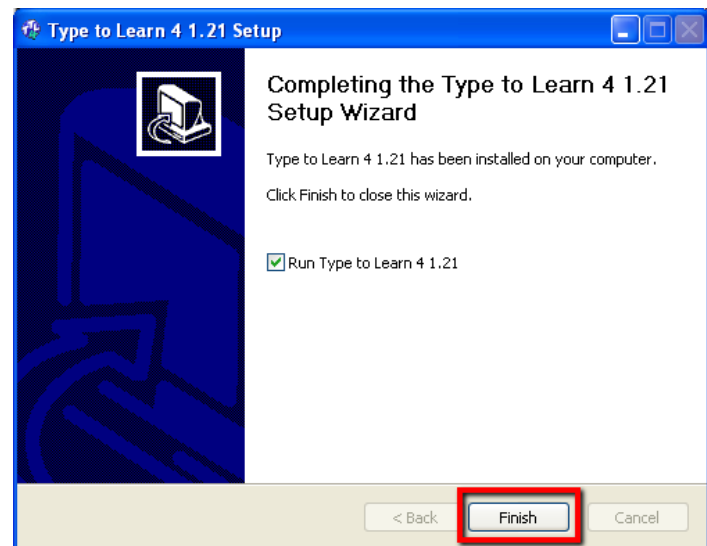 Type to Learn 4 1.21 Setup
Completing the Type to Learn 4 1.21
Setup Wizard
Type to Learn 4 1.21 has been installed on your computer.
Click Finish to close this wizard.
Run Type to Learn 4 1.21
< Back Finish Cancel